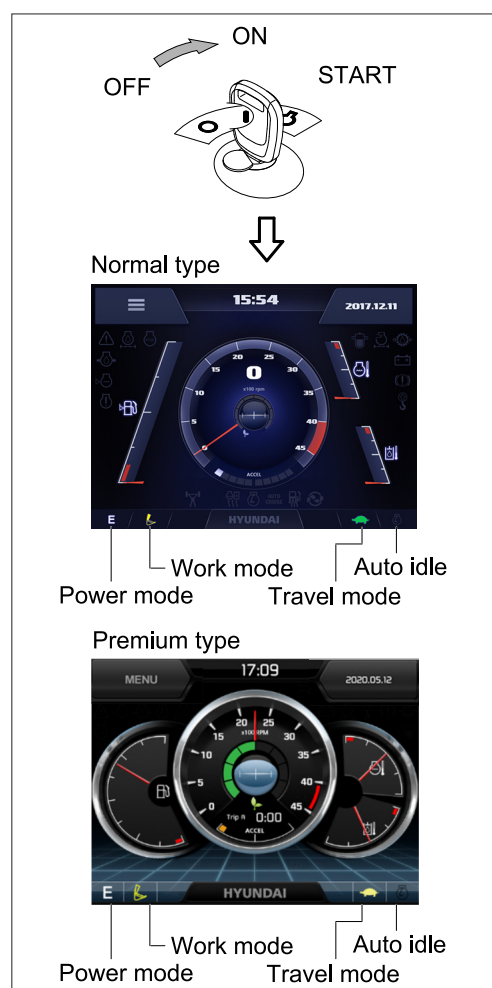 ON
OFF
START
Normal type
15:54
2017.12.11
20 25
15 30
0
x100 rpm
10 35
5 40
0 45
ACCEL
AUTO
E HYUNDAI
Work mode Auto idle
Power mode Travel mode
Premium type
17:09
MENU 2020.05.12
20 25
x100 RPM
15 30
10 35
5 40
0 45
Trip A 0:00
ACCEL
E HYUNDAI
Work mode Auto idle
Power mode Travel mode